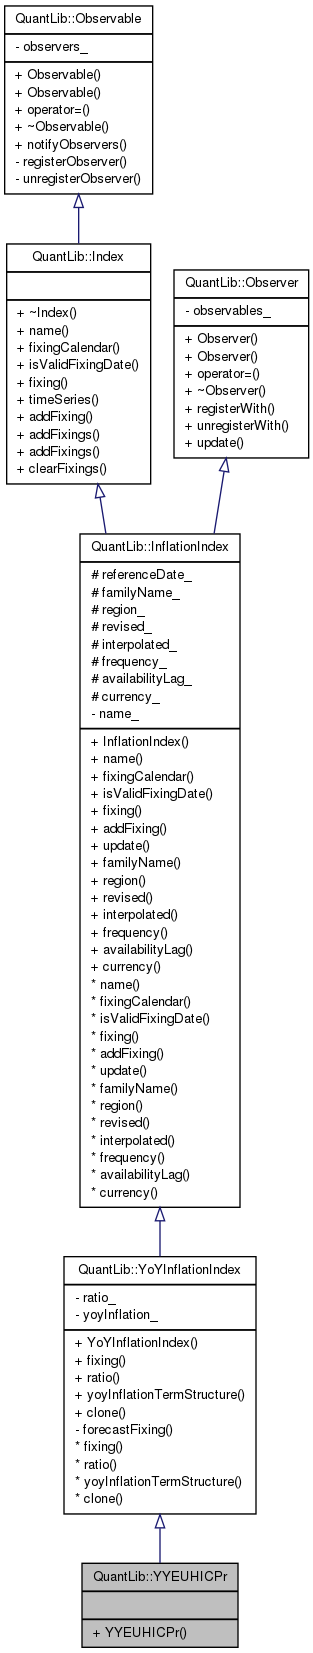 QuantLib::Observable
- observers_
+ Observable()
+ Observable()
+ operator=()
+ ~Observable()
+ notifyObservers()
- registerObserver()
- unregisterObserver()
QuantLib::Index
+ ~Index()
+ name()
+ fixingCalendar()
+ isValidFixingDate()
+ fixing()
+ timeSeries()
+ addFixing()
+ addFixings()
+ addFixings()
+ clearFixings()
QuantLib::Observer
- observables_
+ Observer()
+ Observer()
+ operator=()
+ ~Observer()
+ registerWith()
+ unregisterWith()
+ update()
QuantLib::InflationIndex
# referenceDate_
# familyName_
# region_
# revised_
# interpolated_
# frequency_
# availabilityLag_
# currency_
- name_
+ InflationIndex()
+ name()
+ fixingCalendar()
+ isValidFixingDate()
+ fixing()
+ addFixing()
+ update()
+ familyName()
+ region()
+ revised()
+ interpolated()
+ frequency()
+ availabilityLag()
+ currency()
* name()
* fixingCalendar()
* isValidFixingDate()
* fixing()
* addFixing()
* update()
* familyName()
* region()
* revised()
* interpolated()
* frequency()
* availabilityLag()
* currency()
QuantLib::YoYInflationIndex
- ratio_
- yoyInflation_
+ YoYInflationIndex()
+ fixing()
+ ratio()
+ yoyInflationTermStructure()
+ clone()
- forecastFixing()
* fixing()
* ratio()
* yoyInflationTermStructure()
* clone()
QuantLib::YYEUHICPr
+ YYEUHICPr()